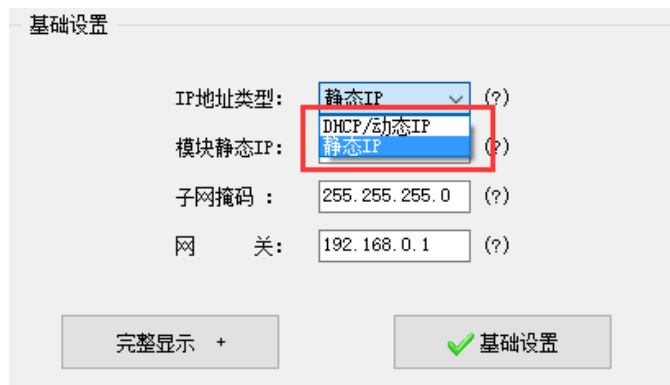 基础设置
IP地址类型: 静态IP (?)
DHCP/动态IP
模块静态IP: 静态IP (?)
子网掩码 : 255.255.255.0 (?)
网 关: 192.168.0.1 (?)
完整显示 + 基础设置